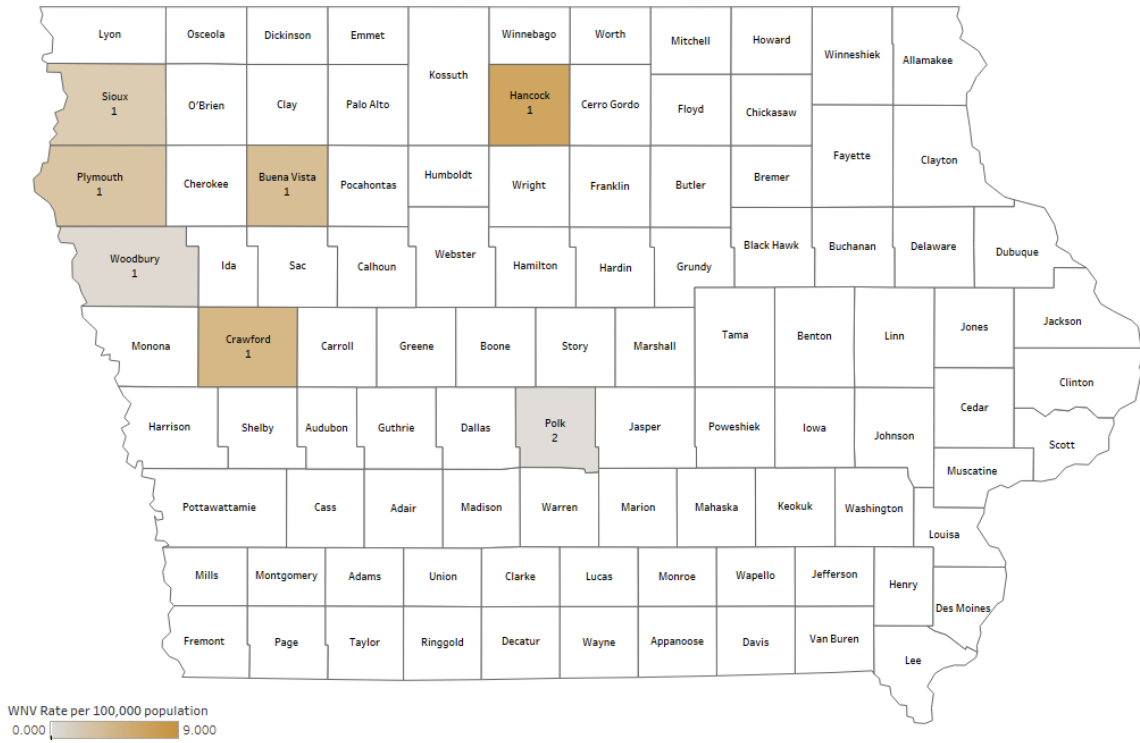 Lyon
Osceola
Dickinson
Emmet
Kossuth
Winnebago
Worth
Mitchell
Howard
Winneshiek
Allamakee
Sioux
1
O'Brien
Clay
Palo Alto
Hancock
1
Cerro Gordo
Floyd
Chickasaw
Plymouth
1
Cherokee
Buena Vista
1
Pocahontas
Humboldt
Wright
Franklin
Butler
Bremer
Fayette
Clayton
Woodbury
1
Ida
Sac
Calhoun
Webster
Hamilton
Hardin
Grundy
Black Hawk
Buchanan
Delaware
Dubuque
Monona
Crawford
1
Carroll
Greene
Boone
Story
Marshall
Tama
Benton
Linn
Jones
Jackson
Clinton
Harrison
Shelby
Audubon
Guthrie
Dallas
Polk
2
Jasper
Poweshiek
Iowa
Johnson
Cedar
Scott
Muscatine
Pottawattamie
Cass
Adair
Madison
Warren
Marion
Mahaska
Keokuk
Washington
Louisa
Mills
Montgomery
Adams
Union
Clarke
Lucas
Monroe
Wapello
Jefferson
Henry
Des Moines
Fremont
Page
Taylor
Ringgold
Decatur
Wayne
Appanoose
Davis
Van Buren
Lee
WNV Rate per 100,000 population
0.000 9.000